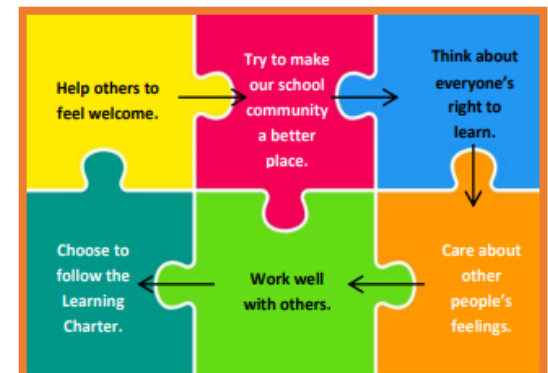 Help others to
feel welcome.
Try to make
our school
community
a better
place.
Think about
everyone's
right to
learn.
Care about
other
people's
feelings.
Work well
with others.
Choose to
follow the
Learning
Charter.